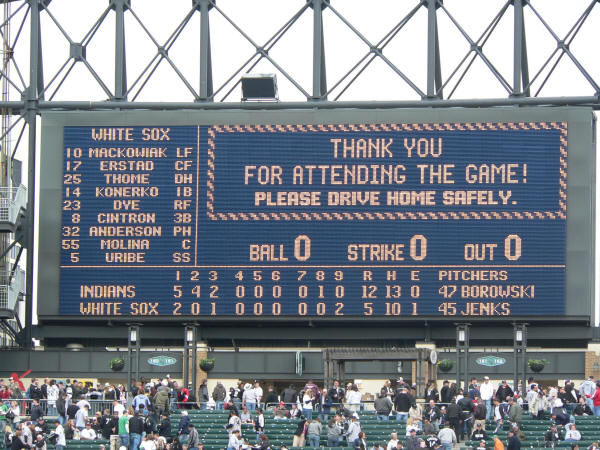 WHITE SOX
10 MACKOWIAK LF
17 ERSTAD CF
25 THOME DH
14 KONERKO 1B
23 DYE RF
8 CINTRON 3B
32 ANDERSON PH
55 MOLINA C
5 URIBE SS
THANK YOU
FOR ATTENDING THE GAME!
PLEASE DRIVE HOME SAFELY.
BALL 0 STRIKE 0 OUT 0
1 2 3 4 5 6 7 8 9 R H E PITCHERS
INDIANS 5 4 2 0 0 0 0 1 0 12 13 0 47 BOROWSKI
WHITE SOX 2 0 1 0 0 0 0 0 2 5 10 1 45 JENKS